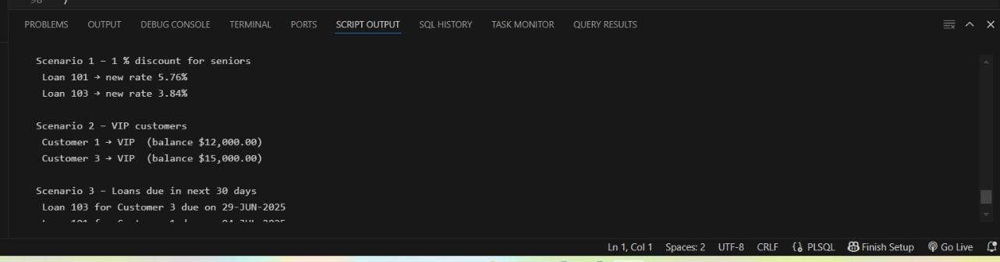 98 /
PROBLEMS OUTPUT DEBUG CONSOLE TERMINAL PORTS SCRIPT OUTPUT SQL HISTORY TASK MONITOR QUERY RESULTS
Scenario 1 – 1 % discount for seniors
Loan 101 → new rate 5.76%
Loan 103 → new rate 3.84%
Scenario 2 – VIP customers
Customer 1 → VIP (balance $12,000.00)
Customer 3 → VIP (balance $15,000.00)
Scenario 3 – Loans due in next 30 days
Loan 103 for Customer 3 due on 29-JUN-2025
Ln 1, Col 1 Spaces: 2 UTF-8 CRLF PLSQL Finish Setup Go Live